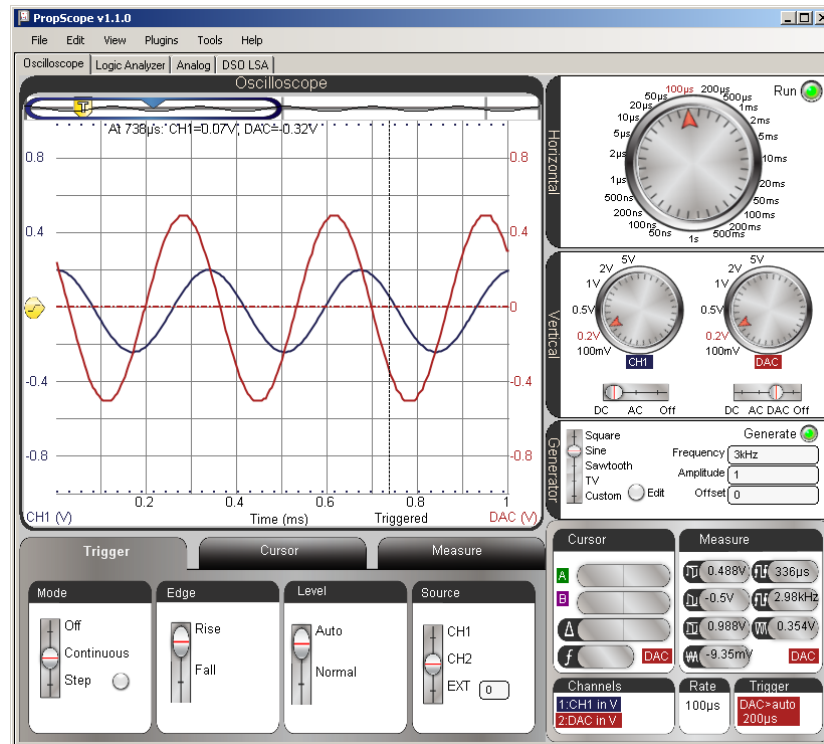 PropScope v1.1.0
File Edit View Plugins Tools Help
Oscilloscope Logic Analyzer Analog DSO LSA
Oscilloscope
T
At 738µs: CH1=0.07V, DAC=-0.32V
0.8 0.8
0.4 0.4
0
-0.4 -0.4
-0.8 -0.8
0.2 0.4 0.6 0.8 1
CH1 (V) Time (ms) Triggered DAC (V)
Horizontal
Run
100µs 200µs
50µs 500µs
20µs 1ms
10µs 2ms
5µs 5ms
2µs 10ms
1µs 20ms
500ns 100ms
200ns 200ms
100ns 500ms
50ns 1s
Vertical
5V 5V
2V 2V
1V 1V
0.5V 0.5V
0.2V 0.2V
100mV 100mV
CH1 DAC
DC AC Off DC AC DAC Off
Generator
Square Generate
Sine Frequency 3kHz
Sawtooth Amplitude 1
TV Offset 0
Custom Edit
Trigger Cursor Measure
Mode
Off
Continuous
Step
Edge
Rise
Fall
Level
Auto
Normal
Source
CH1
CH2
EXT 0
Cursor
A
B
Δ
f DAC
Measure
0.488V 336µs
-0.5V 2.98kHz
0.988V 0.354V
-9.35mV DAC
Channels
1:CH1 in V
2:DAC in V
Rate
100µs
Trigger
DAC>auto
200µs